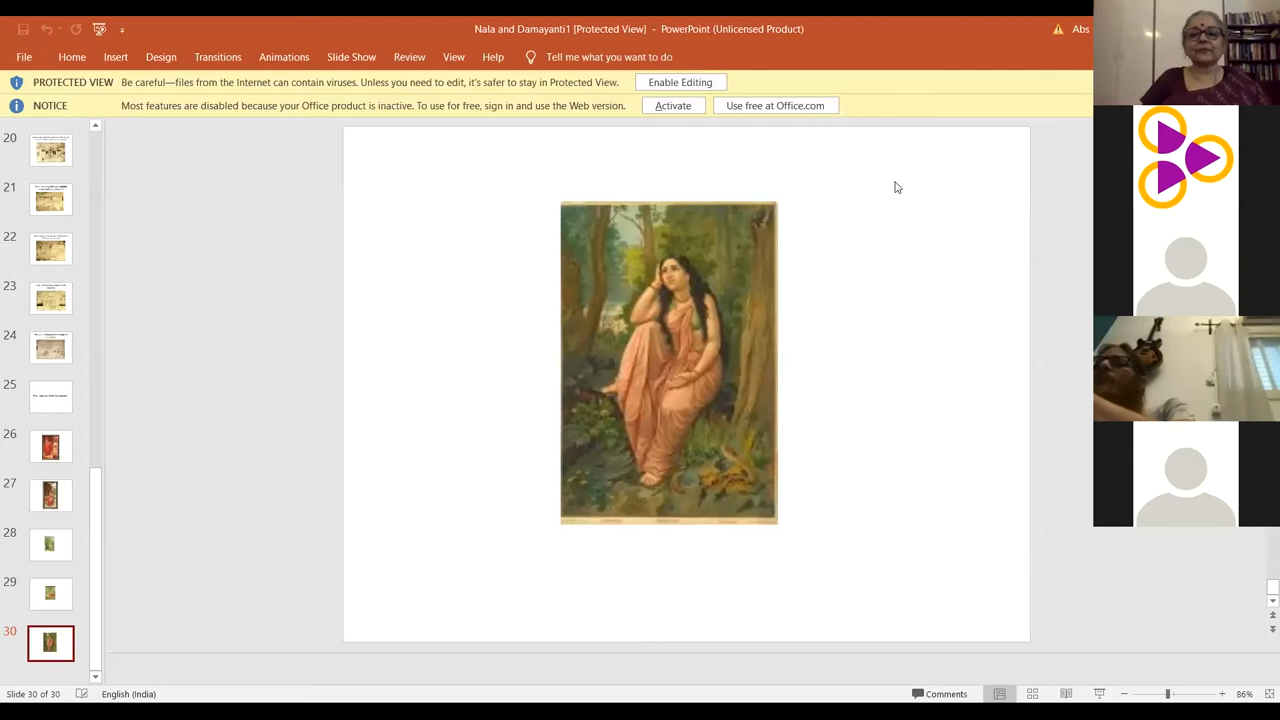 Nala and Damayanti1 [Protected View] - PowerPoint (Unlicensed Product)
Abs
File Home Insert Design Transitions Animations Slide Show Review View Help Tell me what you want to do
PROTECTED VIEW Be careful—files from the Internet can contain viruses. Unless you need to edit, it's safer to stay in Protected View. Enable Editing
NOTICE Most features are disabled because your Office product is inactive. To use for free, sign in and use the Web version. Activate Use free at Office.com
20
21
22
23
24
25
26
27
28
29
30
Slide 30 of 30 English (India) Comments 86%